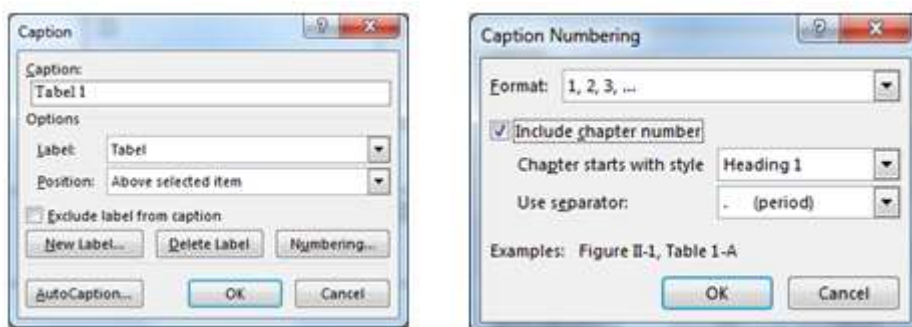 Caption
Caption:
Tabel 1
Options
Label: Tabel
Position: Above selected item
Exclude label from caption
New Label... Delete Label Numbering...
AutoCaption... OK Cancel
Caption Numbering
Format: 1, 2, 3, ...
Include chapter number
Chapter starts with style Heading 1
Use separator: . (period)
Examples: Figure II-1, Table 1-A
OK Cancel